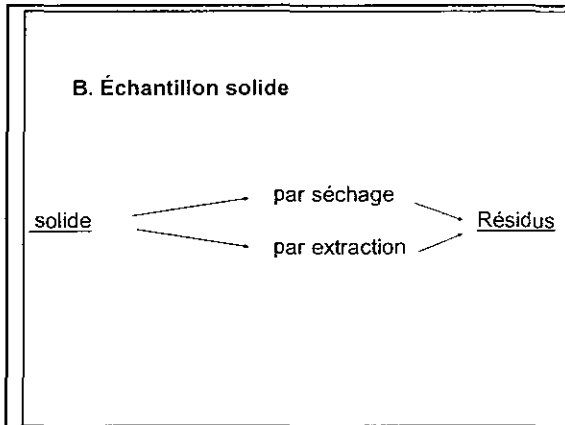 B. Échantillon solide
par séchage
solide
Résidus
par extraction